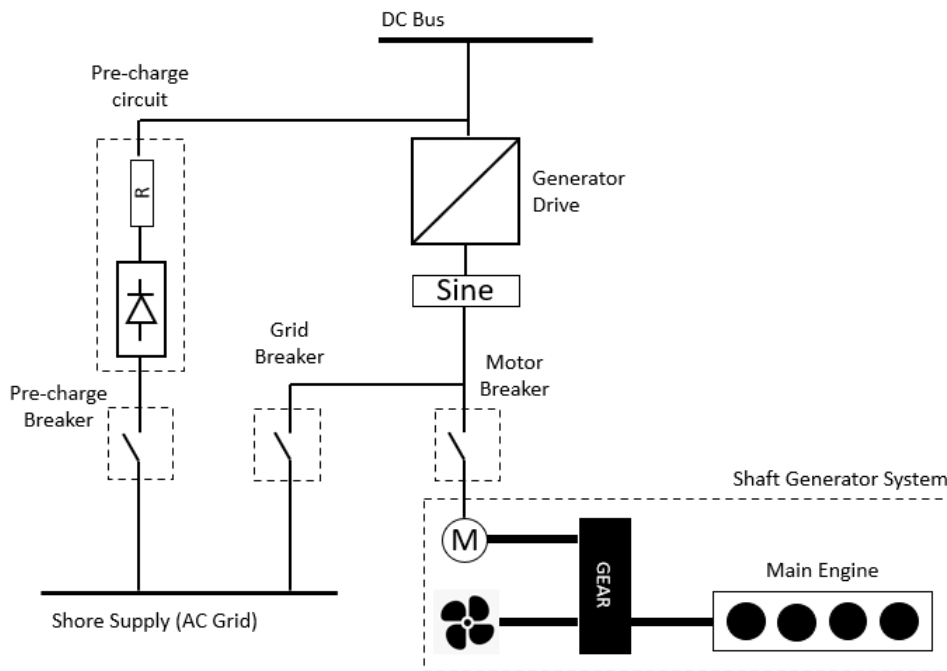 DC Bus
Pre-charge
circuit
R
Generator
Drive
Sine
Grid
Breaker
Motor
Breaker
Pre-charge
Breaker
Shaft Generator System
M
GEAR
Main Engine
Shore Supply (AC Grid)